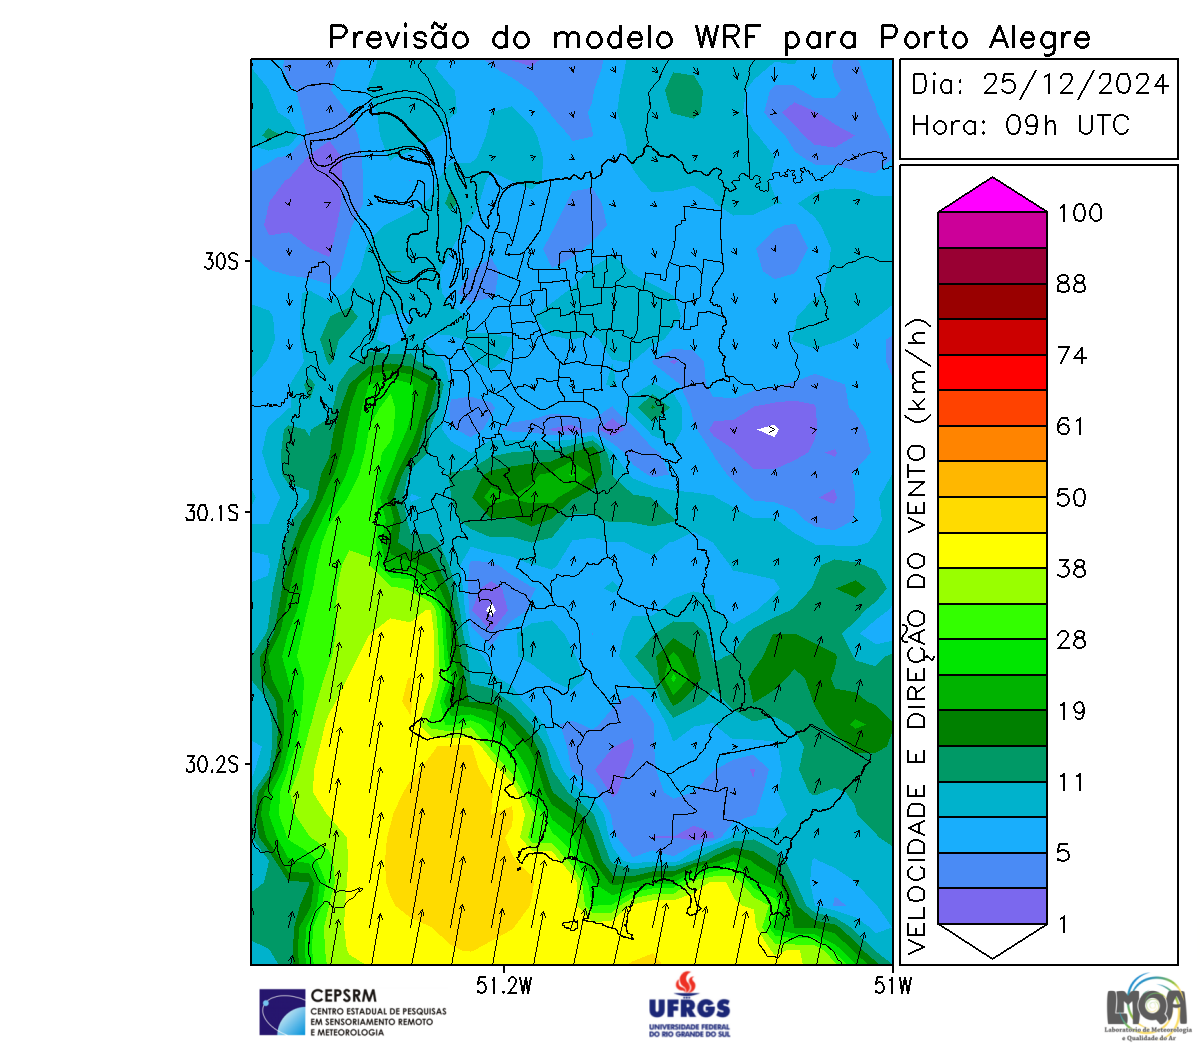 Previsão do modelo WRF para Porto Alegre
Dia: 25/12/2024
Hora: 09h UTC
VELOCIDADE E DIREÇÃO DO VENTO (km/h)
100
88
74
61
50
38
28
19
11
5
1
30S
30.1S
30.2S
51.2W
51W
CEPSRM
CENTRO ESTADUAL DE PESQUISAS
EM SENSORIAMENTO REMOTO
E METEOROLOGIA
UFRGS
UNIVERSIDADE FEDERAL
DO RIO GRANDE DO SUL
LMQA
Laboratório de Meteorologia
e Qualidade do Ar